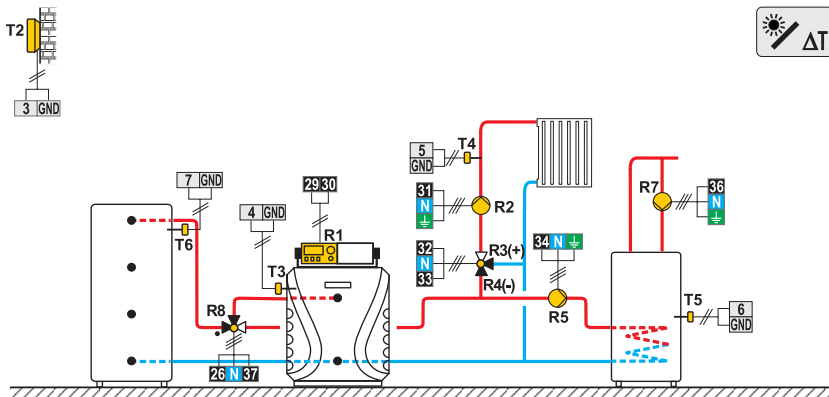 T2
ΔT
3 GND
5
GND
T4
7 GND
29 30
31
N
R2
R7
36
N
4 GND
R1
T6
T3
32
N
33
R3(+)
R4(-)
34 N
R8
R5
T5
6
GND
26 N 37